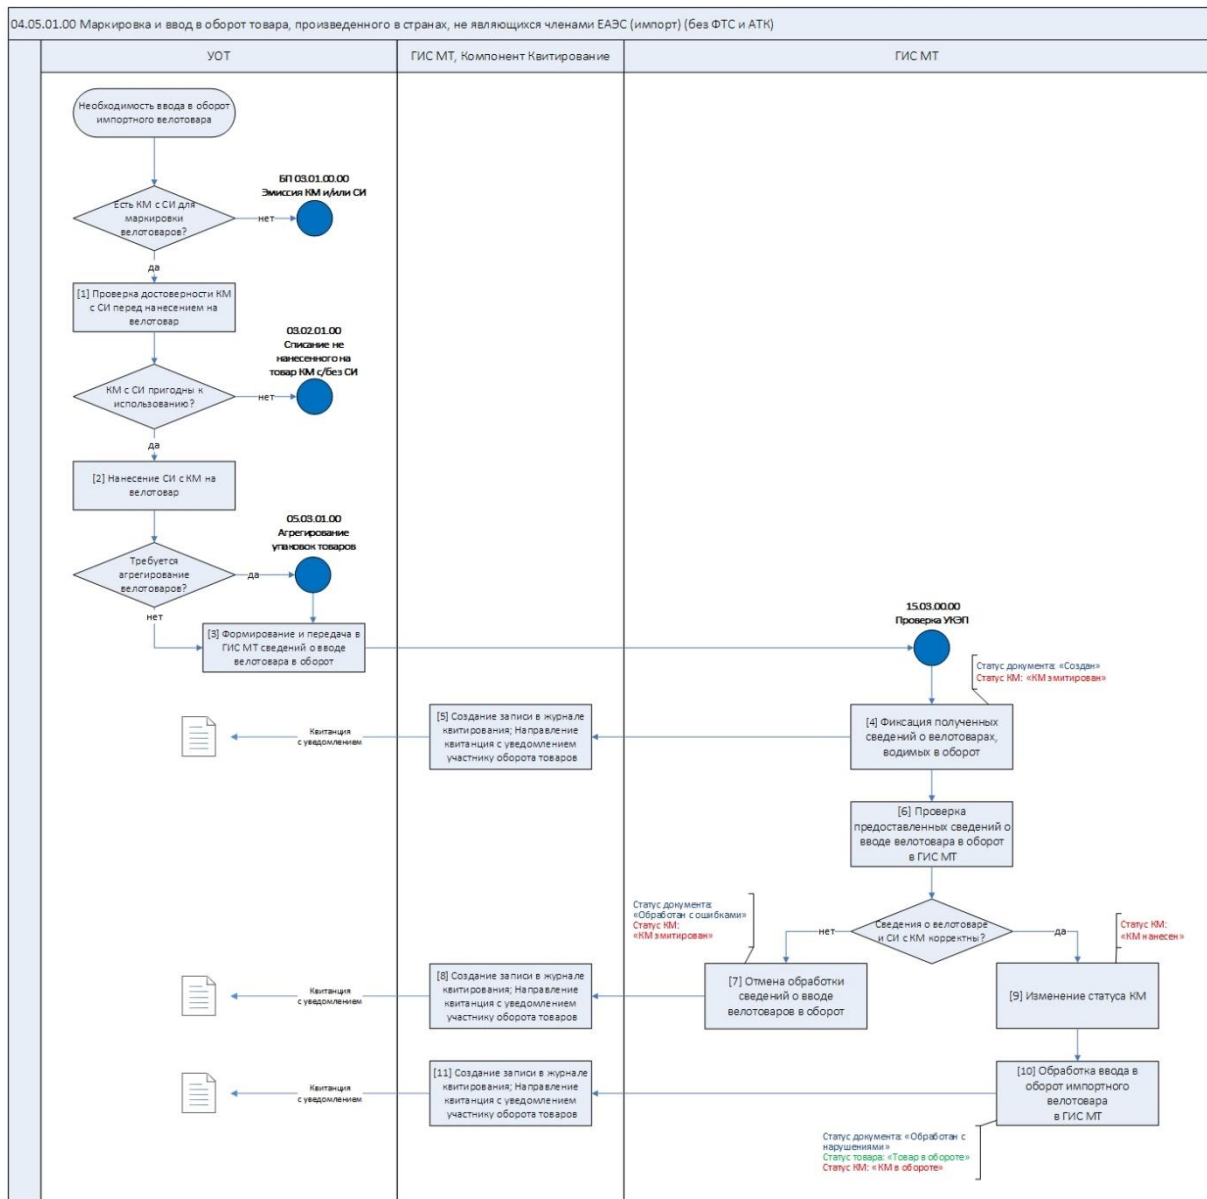 04.05.01.00 Маркировка и ввод в оборот товара, произведенного в странах, не являющихся членами ЕАЭС (импорт) (без ФТС и АТК)
УОТ
ГИС МТ, Компонент Квитирование
ГИС МТ
Необходимость ввода в оборот
импортного велотовара
БП 03.01.00.00
Эмиссия КМ и/или СИ
Есть КМ с СИ для
маркировки
велотоваров?
нет
да
[1] Проверка достоверности КМ
с СИ перед нанесением на
велотовар
03.02.01.00
Списание не
нанесенного на
товар КМ с/без СИ
КМ с СИ пригодны к
использованию?
нет
да
[2] Нанесение СИ с КМ на
велотовар
05.03.01.00
Агрегирование
упаковок товаров
Требуется
агрегирование
велотоваров?
да
нет
[3] Формирование и передача в
ГИС МТ сведений о вводе
велотовара в оборот
15.03.00.00
Проверка УКЭП
Статус документа: «Создан»
Статус КМ: «КМ эмитирован»
[4] Фиксация полученных
сведений о велотоварах,
водимых в оборот
[5] Создание записи в журнале
квитирования; Направление
квитанция с уведомлением
участнику оборота товаров
Квитанция
с уведомлением
[6] Проверка
предоставленных сведений о
вводе велотовара в оборот
в ГИС МТ
Статус документа:
«Обработан с ошибками»
Статус КМ:
«КМ эмитирован»
Сведения о велотоваре
и СИ с КМ корректны?
нет
да
Статус КМ:
«КМ нанесен»
[7] Отмена обработки
сведений о вводе
велотоваров в оборот
[8] Создание записи в журнале
квитирования; Направление
квитанция с уведомлением
участнику оборота товаров
Квитанция
с уведомлением
[9] Изменение статуса КМ
[10] Обработка ввода в
оборот импортного
велотовара
в ГИС МТ
[11] Создание записи в журнале
квитирования; Направление
квитанция с уведомлением
участнику оборота товаров
Квитанция
с уведомлением
Статус документа: «Обработан с
нарушениями»
Статус товара: «Товар в обороте»
Статус КМ: «КМ в обороте»